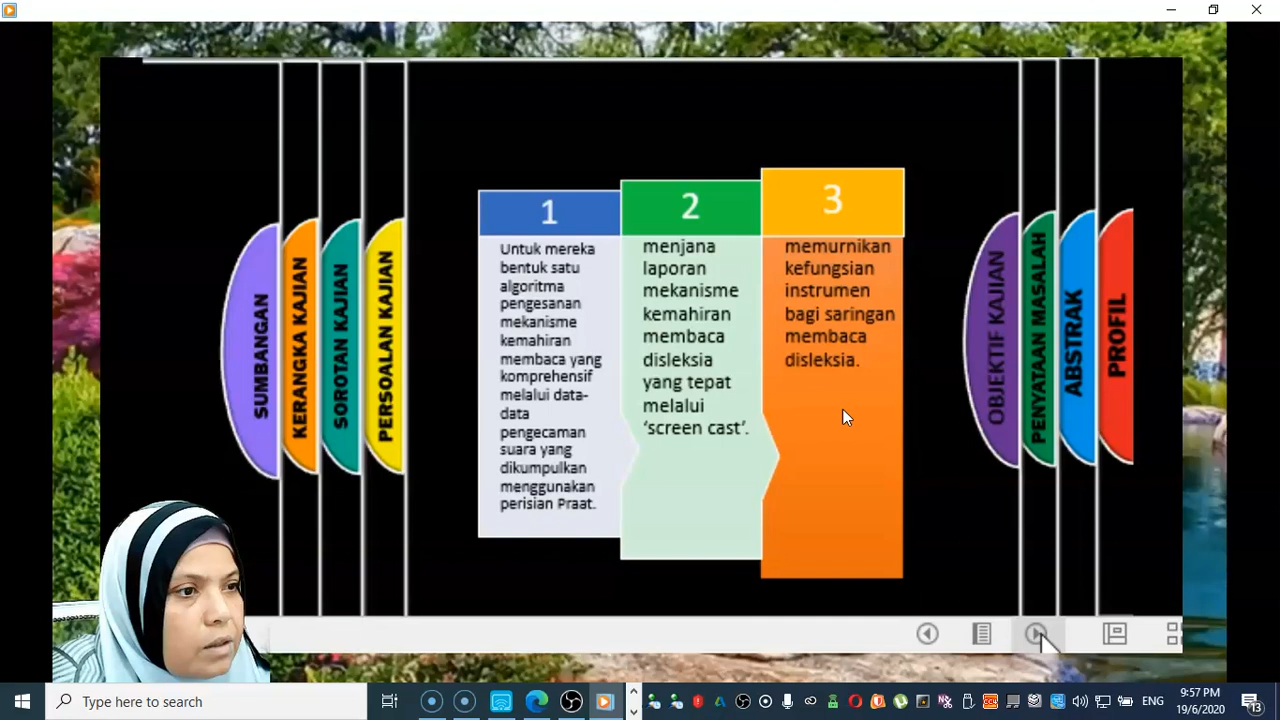 SUMBANGAN
KERANGKA KAJIAN
SOROTAN KAJIAN
PERSOALAN KAJIAN
1
Untuk mereka
bentuk satu
algoritma
pengesanan
mekanisme
kemahiran
membaca yang
komprehensif
melalui data-
data
pengecaman
suara yang
dikumpulkan
menggunakan
perisian Praat.
2
menjana
laporan
mekanisme
kemahiran
membaca
disleksia
yang tepat
melalui
‘screen cast’.
3
memurnikan
kefungsian
instrumen
bagi saringan
membaca
disleksia.
OBJEKTIF KAJIAN
PENYATAAN MASALAH
ABSTRAK
PROFIL
Type here to search
ENG
9:57 PM
19/6/2020
13